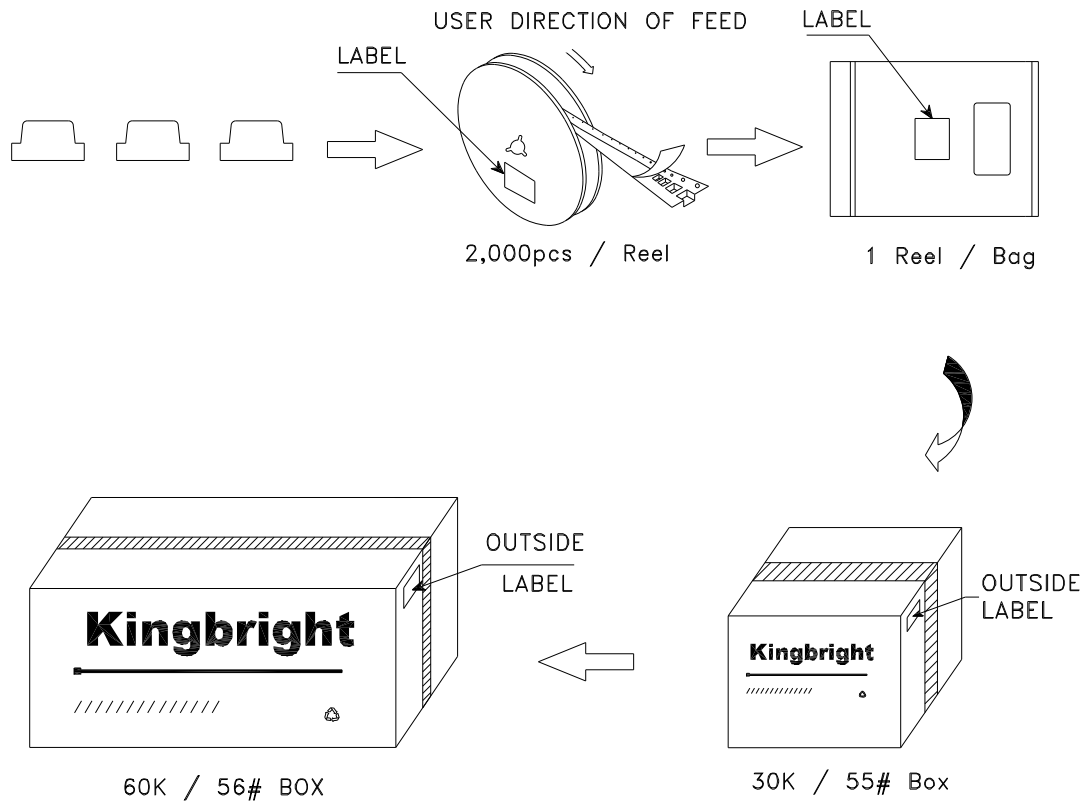 USER DIRECTION OF FEED
LABEL
LABEL
2,000pcs / Reel
1 Reel / Bag
OUTSIDE
LABEL
OUTSIDE
LABEL
Kingbright
Kingbright
60K / 56# BOX
30K / 55# Box